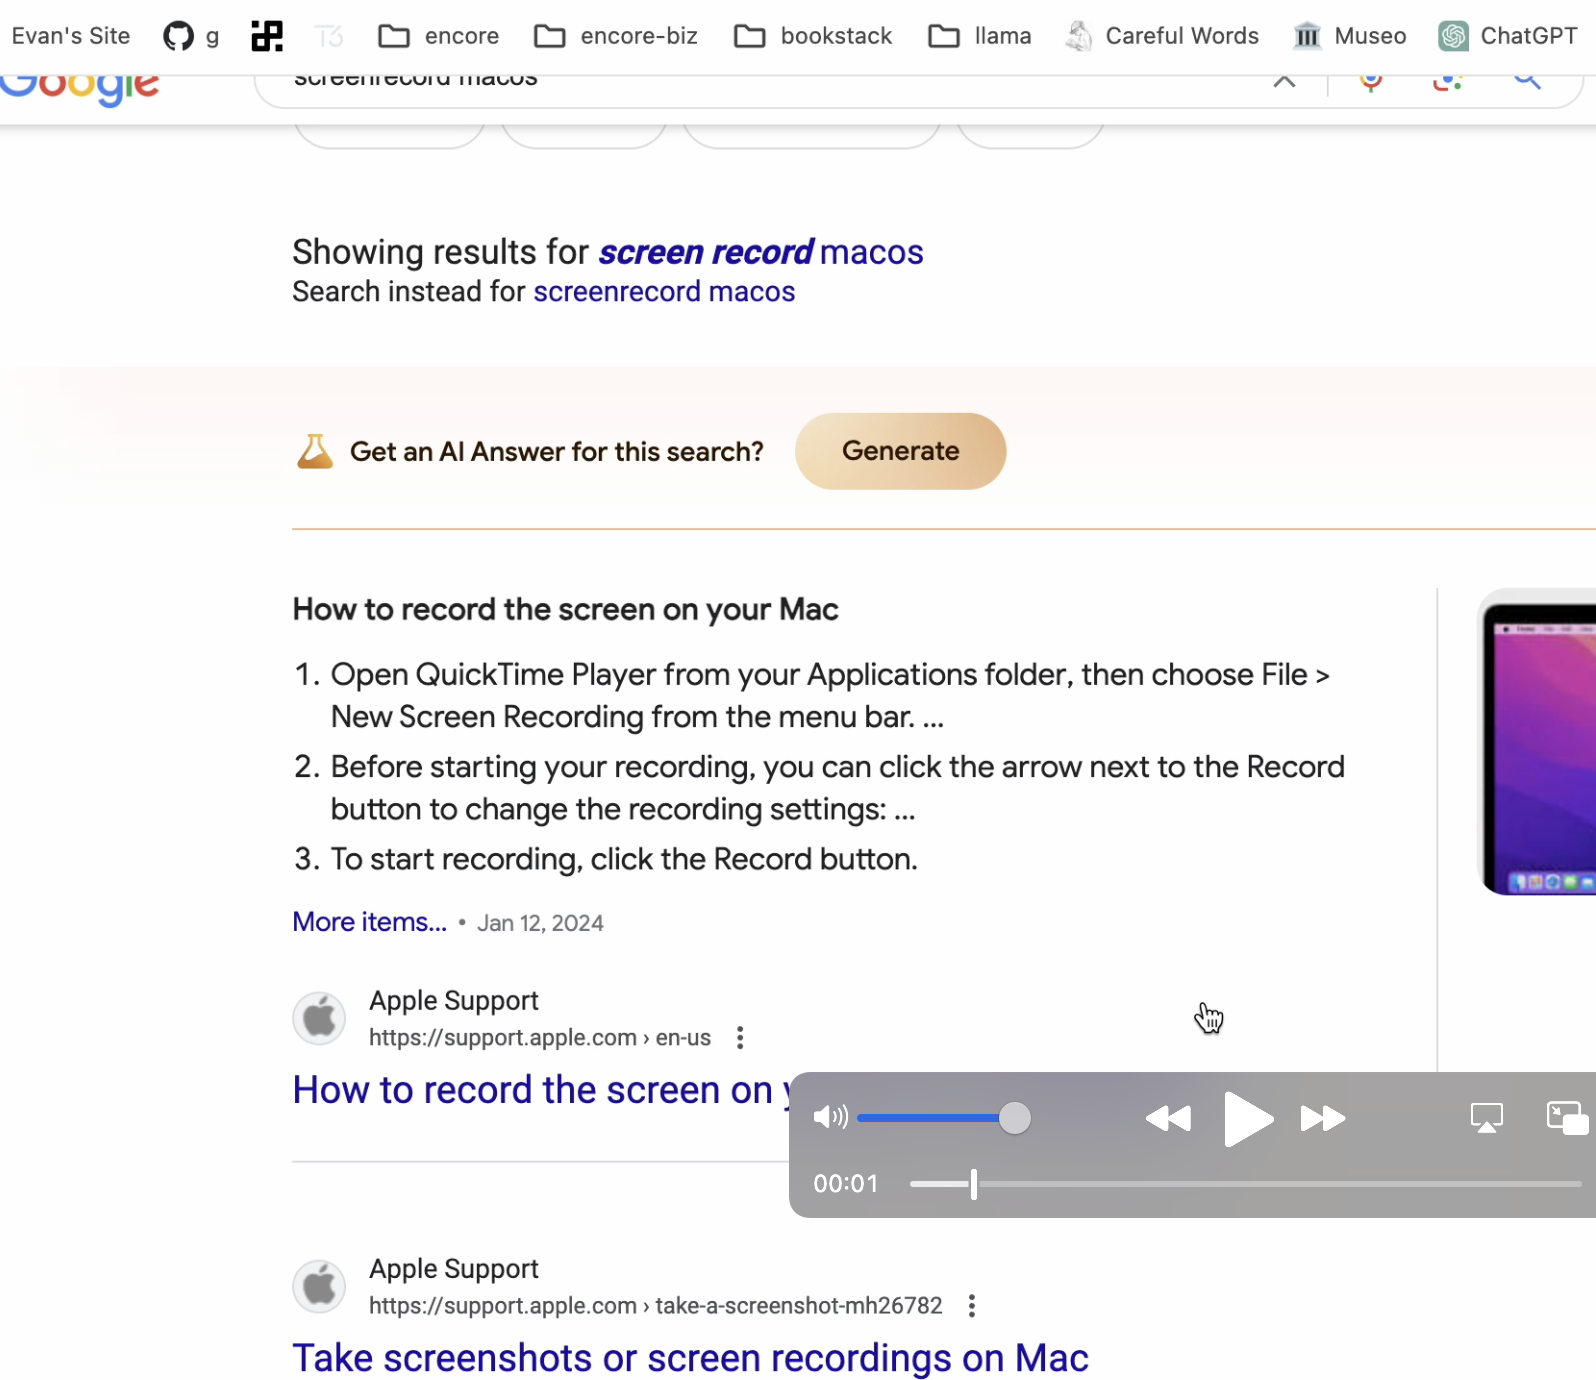 Evan's Site g T3 encore encore-biz bookstack llama Careful Words Museo ChatGPT
Google screenrecord macos
Showing results for screen record macos
Search instead for screenrecord macos
Get an AI Answer for this search? Generate
How to record the screen on your Mac
1. Open QuickTime Player from your Applications folder, then choose File >
New Screen Recording from the menu bar. ...
2. Before starting your recording, you can click the arrow next to the Record
button to change the recording settings: ...
3. To start recording, click the Record button.
More items... • Jan 12, 2024
Apple Support
https://support.apple.com › en-us
How to record the screen on
00:01
Apple Support
https://support.apple.com › take-a-screenshot-mh26782
Take screenshots or screen recordings on Mac